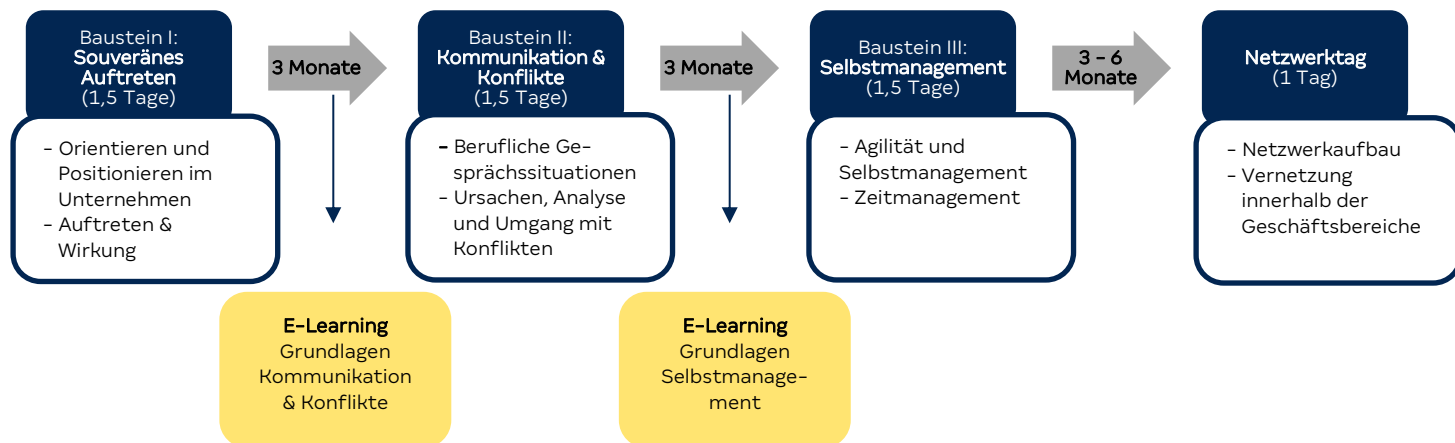 Baustein I:
Souveränes
Auftreten
(1,5 Tage)
- Orientieren und
Positionieren im
Unternehmen
- Auftreten &
Wirkung
3 Monate
E-Learning
Grundlagen
Kommunikation
& Konflikte
Baustein II:
Kommunikation &
Konflikte
(1,5 Tage)
- Berufliche Ge-
sprächssituationen
- Ursachen, Analyse
und Umgang mit
Konflikten
3 Monate
E-Learning
Grundlagen
Selbstmanage-
ment
Baustein III:
Selbstmanagement
(1,5 Tage)
- Agilität und
Selbstmanagement
- Zeitmanagement
3 - 6
Monate
Netzwerktag
(1 Tag)
- Netzwerkaufbau
- Vernetzung
innerhalb der
Geschäftsbereiche